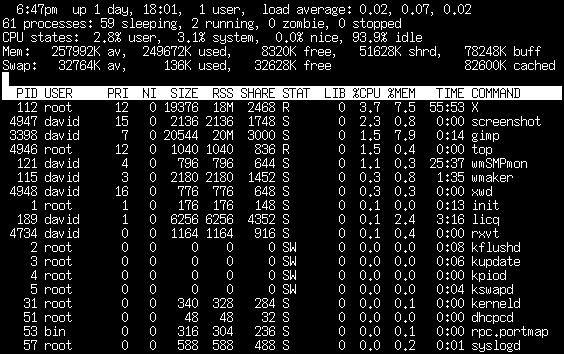 6:47pm  up 1 day, 18:01,  1 user,  load average: 0.02, 0.07, 0.02
61 processes: 59 sleeping, 2 running, 0 zombie, 0 stopped
CPU states:  2.8% user,  3.1% system,  0.0% nice, 93.9% idle
Mem:   257992K av,  249672K used,    8320K free,   51628K shrd,   78248K buff
Swap:   32764K av,     136K used,   32628K free                   82600K cached
PID USER     PRI  NI  SIZE  RSS SHARE STAT  LIB %CPU %MEM   TIME COMMAND
112 root      12   0 19376  18M  2468 R       0  3.7  7.5  55:53 X
4947 david     15   0  2136 2136  1748 S       0  2.3  0.8   0:00 screenshot
3398 david      7   0 20544  20M  3000 S       0  1.5  7.9   0:14 gimp
4946 root      12   0  1040 1040   836 R       0  1.5  0.4   0:00 top
121 david      4   0   796  796   644 S       0  1.1  0.3  25:37 wmSMPmon
115 david      3   0  2180 2180  1452 S       0  0.3  0.8   1:35 wmaker
4948 david     16   0   776  776   648 S       0  0.3  0.3   0:00 xwd
1 root       0   0   176  176   148 S       0  0.1  0.0   0:13 init
189 david      1   0  6256 6256  4352 S       0  0.1  2.4   3:16 licq
4734 david      0   0  1164 1164   916 S       0  0.1  0.4   0:00 rxvt
2 root       0   0     0    0     0 SW      0  0.0  0.0   0:08 kflushd
3 root       0   0     0    0     0 SW      0  0.0  0.0   0:06 kupdate
4 root       0   0     0    0     0 SW      0  0.0  0.0   0:00 kpiod
5 root       0   0     0    0     0 SW      0  0.0  0.0   0:04 kswapd
31 root       0   0   340  328   284 S       0  0.0  0.1   0:00 kerneld
51 root       0   0    48   48    32 S       0  0.0  0.0   0:00 dhcpcd
53 bin        0   0   316  304   236 S       0  0.0  0.1   0:00 rpc.portmap
57 root       0   0   588  588   488 S       0  0.0  0.2   0:01 syslogd